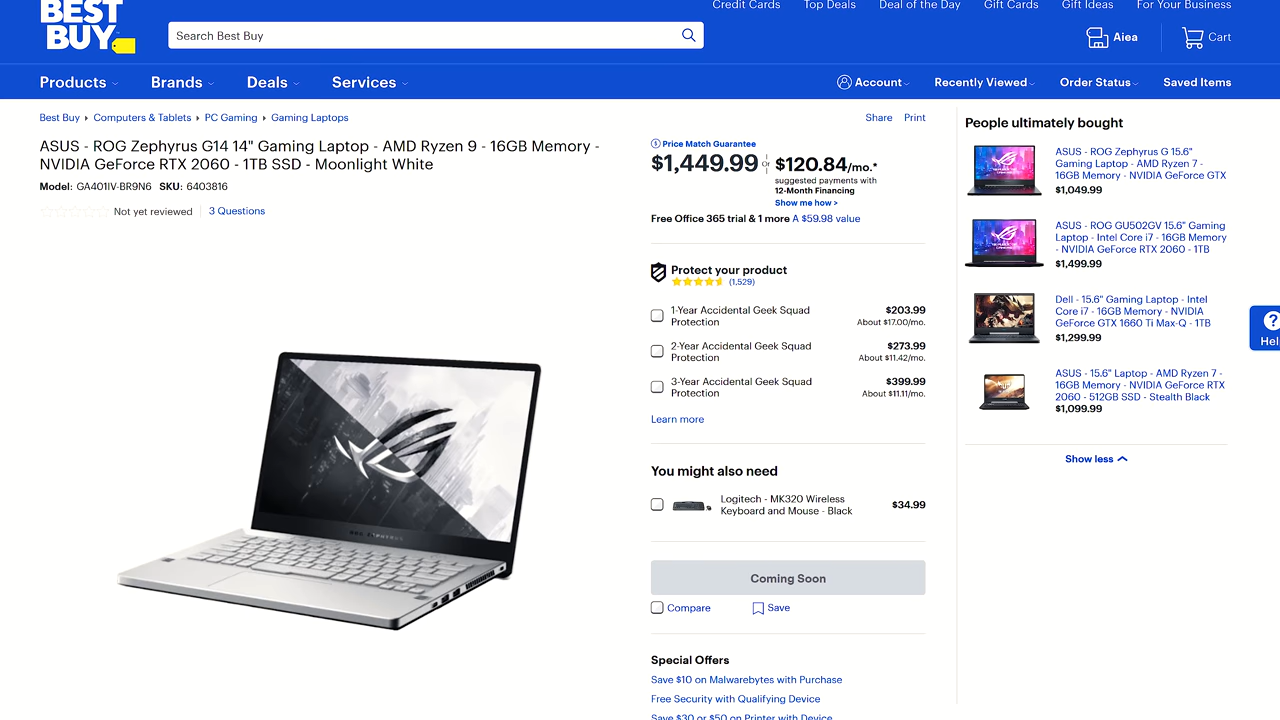 BEST
BUY
Search Best Buy
Credit Cards
Top Deals
Deal of the Day
Gift Cards
Gift Ideas
For Your Business
Aiea
Cart
Products
Brands
Deals
Services
Account
Recently Viewed
Order Status
Saved Items
Best Buy
Computers & Tablets
PC Gaming
Gaming Laptops
Share
Print
ASUS - ROG Zephyrus G14 14" Gaming Laptop - AMD Ryzen 9 - 16GB Memory -
NVIDIA GeForce RTX 2060 - 1TB SSD - Moonlight White
Model: GA401IV-BR9N6 SKU: 6403816
Not yet reviewed
3 Questions
Price Match Guarantee
$1,449.99
or
$120.84/mo.*
suggested payments with
12-Month Financing
Show me how >
Free Office 365 trial & 1 more A $59.98 value
Protect your product
(1,529)
1-Year Accidental Geek Squad
Protection
$203.99
About $17.00/mo.
2-Year Accidental Geek Squad
Protection
$273.99
About $11.42/mo.
3-Year Accidental Geek Squad
Protection
$399.99
About $11.11/mo.
Learn more
You might also need
Logitech - MK320 Wireless
Keyboard and Mouse - Black
$34.99
Coming Soon
Compare
Save
Special Offers
Save $10 on Malwarebytes with Purchase
Free Security with Qualifying Device
Save $30 or $50 on Printer with Device
People ultimately bought
ASUS - ROG Zephyrus G 15.6"
Gaming Laptop - AMD Ryzen 7 -
16GB Memory - NVIDIA GeForce GTX
$1,049.99
ASUS - ROG GU502GV 15.6" Gaming
Laptop - Intel Core i7 - 16GB Memory
- NVIDIA GeForce RTX 2060 - 1TB
$1,499.99
Dell - 15.6" Gaming Laptop - Intel
Core i7 - 16GB Memory - NVIDIA
GeForce GTX 1660 Ti Max-Q - 1TB
$1,299.99
ASUS - 15.6" Laptop - AMD Ryzen 7 -
16GB Memory - NVIDIA GeForce RTX
2060 - 512GB SSD - Stealth Black
$1,099.99
Show less
?
Hel